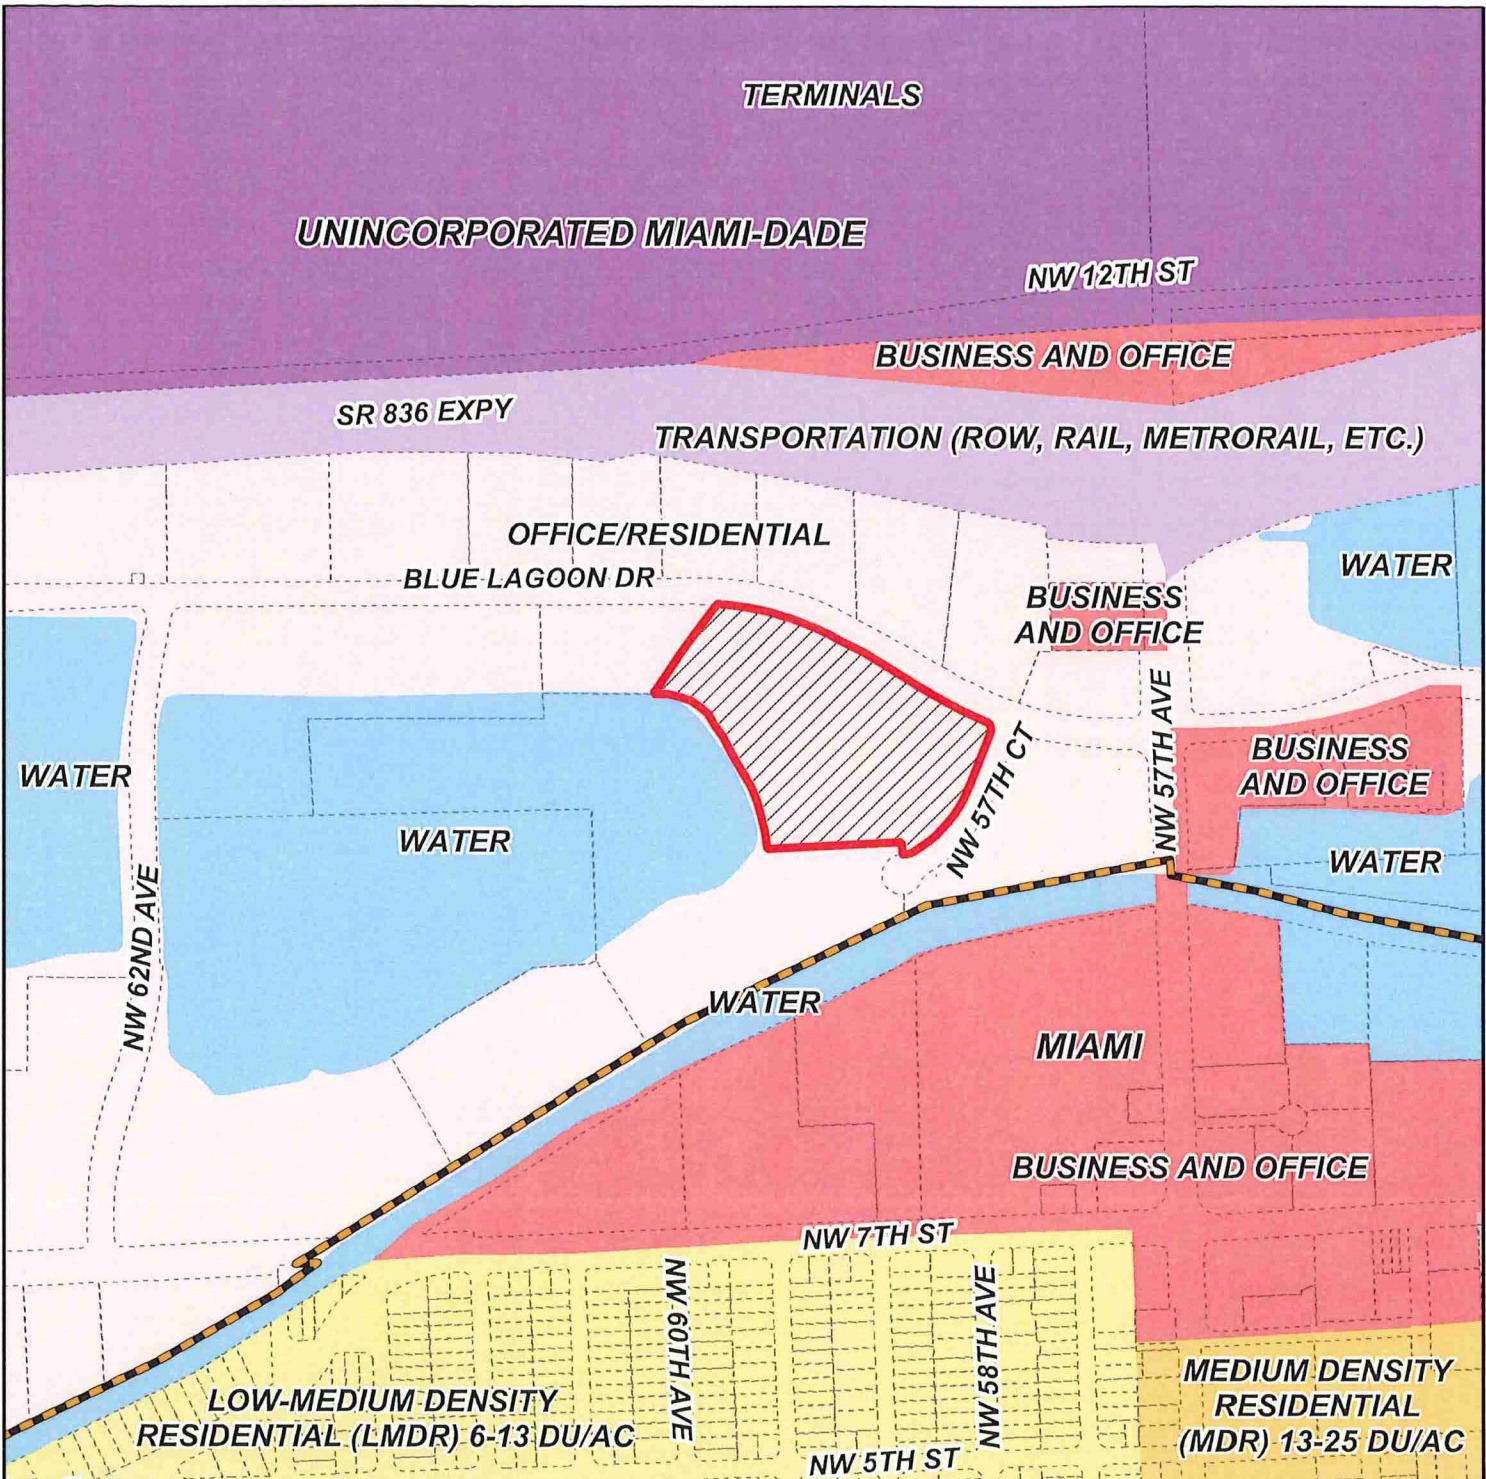 TERMINALS
UNINCORPORATED MIAMI-DADE
NW 12TH ST
BUSINESS AND OFFICE
SR 836 EXPY
TRANSPORTATION (ROW, RAIL, METRORAIL, ETC.)
OFFICE/RESIDENTIAL
BLUE LAGOON DR
WATER
BUSINESS
AND OFFICE
NW 57TH AVE
NW 57TH CT
BUSINESS
AND OFFICE
WATER
WATER
WATER
NW 62ND AVE
WATER
MIAMI
BUSINESS AND OFFICE
NW 7TH ST
NW 60TH AVE
NW 58TH AVE
LOW-MEDIUM DENSITY
RESIDENTIAL (LMDR) 6-13 DU/AC
MEDIUM DENSITY
RESIDENTIAL
(MDR) 13-25 DU/AC
NW 5TH ST